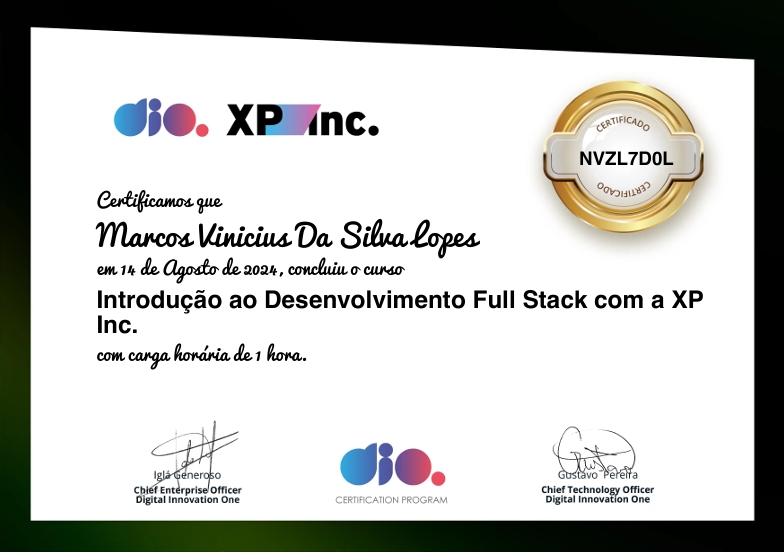 dio. XP Inc.
CERTIFICADO
NVZL7D0L
CERTIFICADO
Certificamos que
Marcos Vinicius Da Silva Lopes
em 14 de Agosto de 2024, concluiu o curso
Introdução ao Desenvolvimento Full Stack com a XP
Inc.
com carga horária de 1 hora.
Iglá Generoso
Chief Enterprise Officer
Digital Innovation One
dio.
CERTIFICATION PROGRAM
Gustavo Pereira
Chief Technology Officer
Digital Innovation One